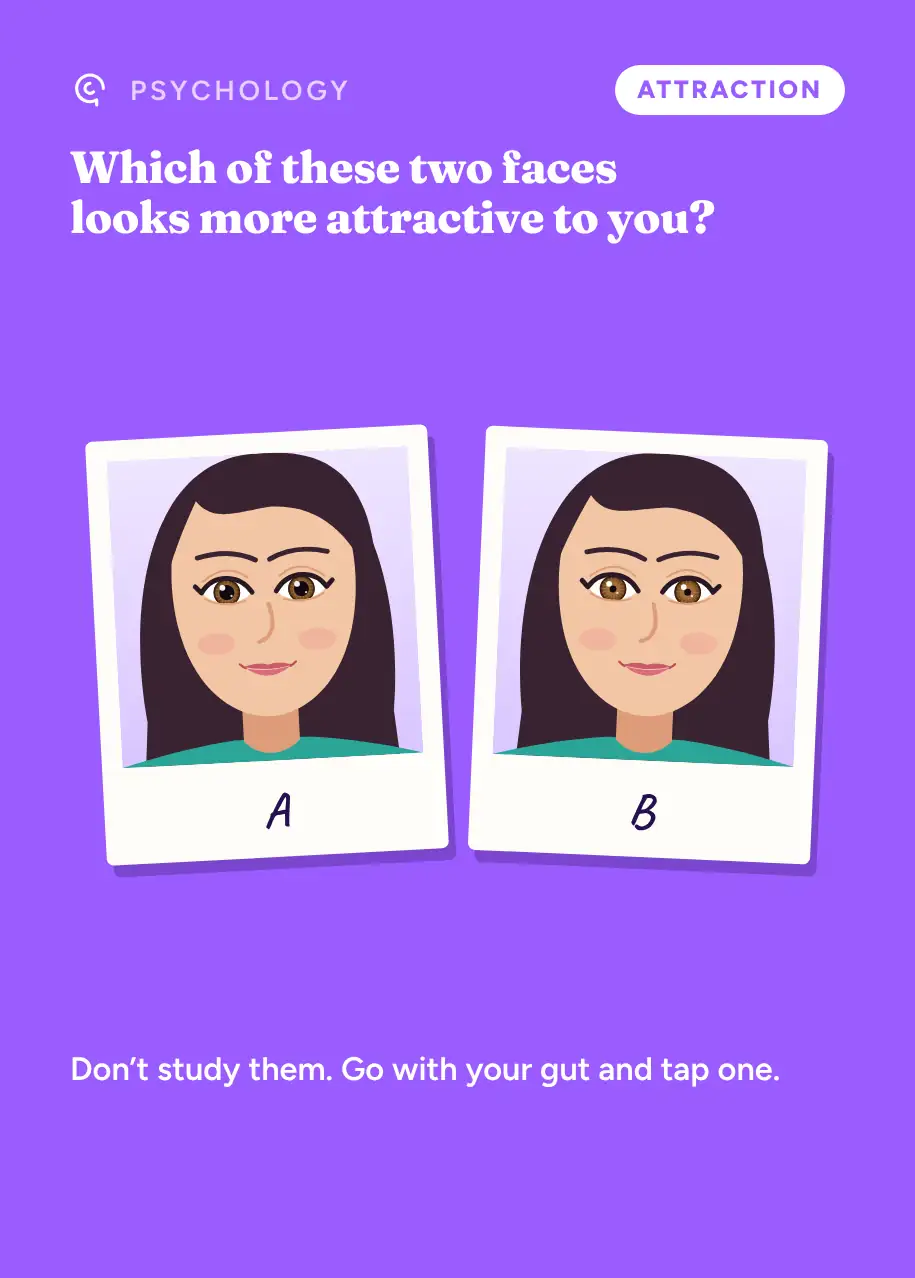 PSYCHOLOGY
ATTRACTION
Which of these two faces
looks more attractive to you?
A
B
Don’t study them. Go with your gut and tap one.